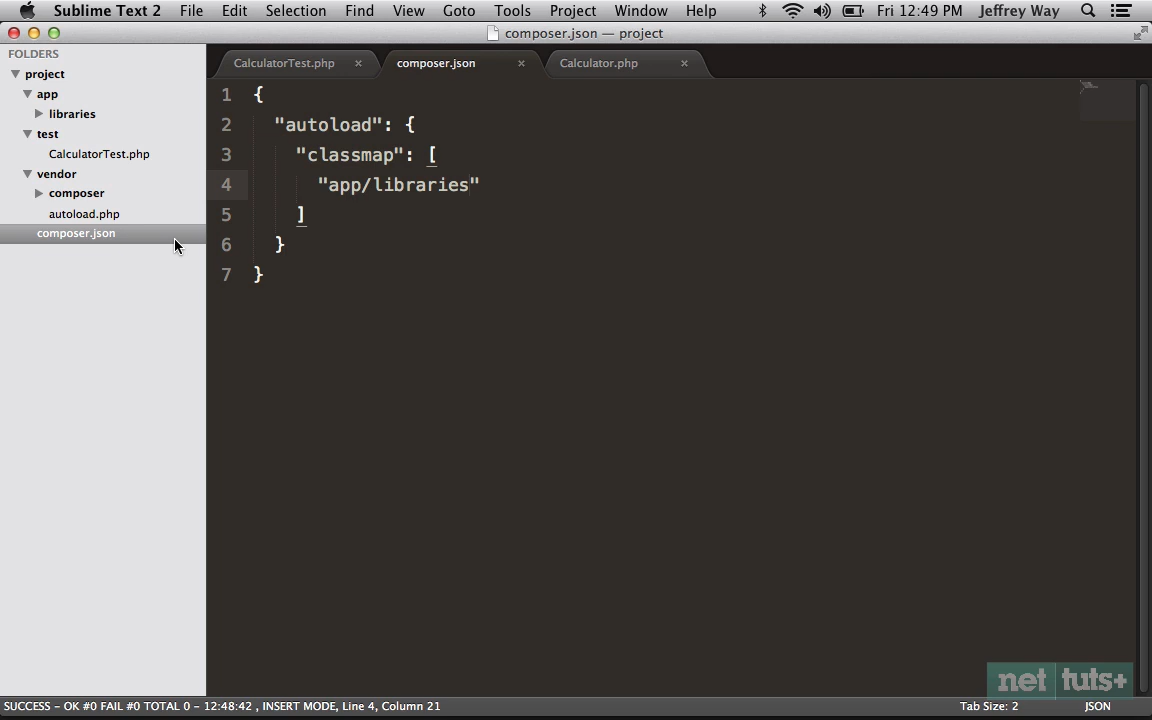 Sublime Text 2 File Edit Selection Find View Goto Tools Project Window Help Fri 12:49 PM Jeffrey Way
composer.json — project
FOLDERS
project
app
libraries
test
CalculatorTest.php
vendor
composer
autoload.php
composer.json
CalculatorTest.php × composer.json × Calculator.php ×
1 {
2 "autoload": {
3 "classmap": [
4 "app/libraries"
5 ]
6 }
7 }
net tuts+
SUCCESS - OK #0 FAIL #0 TOTAL 0 - 12:48:42 , INSERT MODE, Line 4, Column 21 Tab Size: 2 JSON